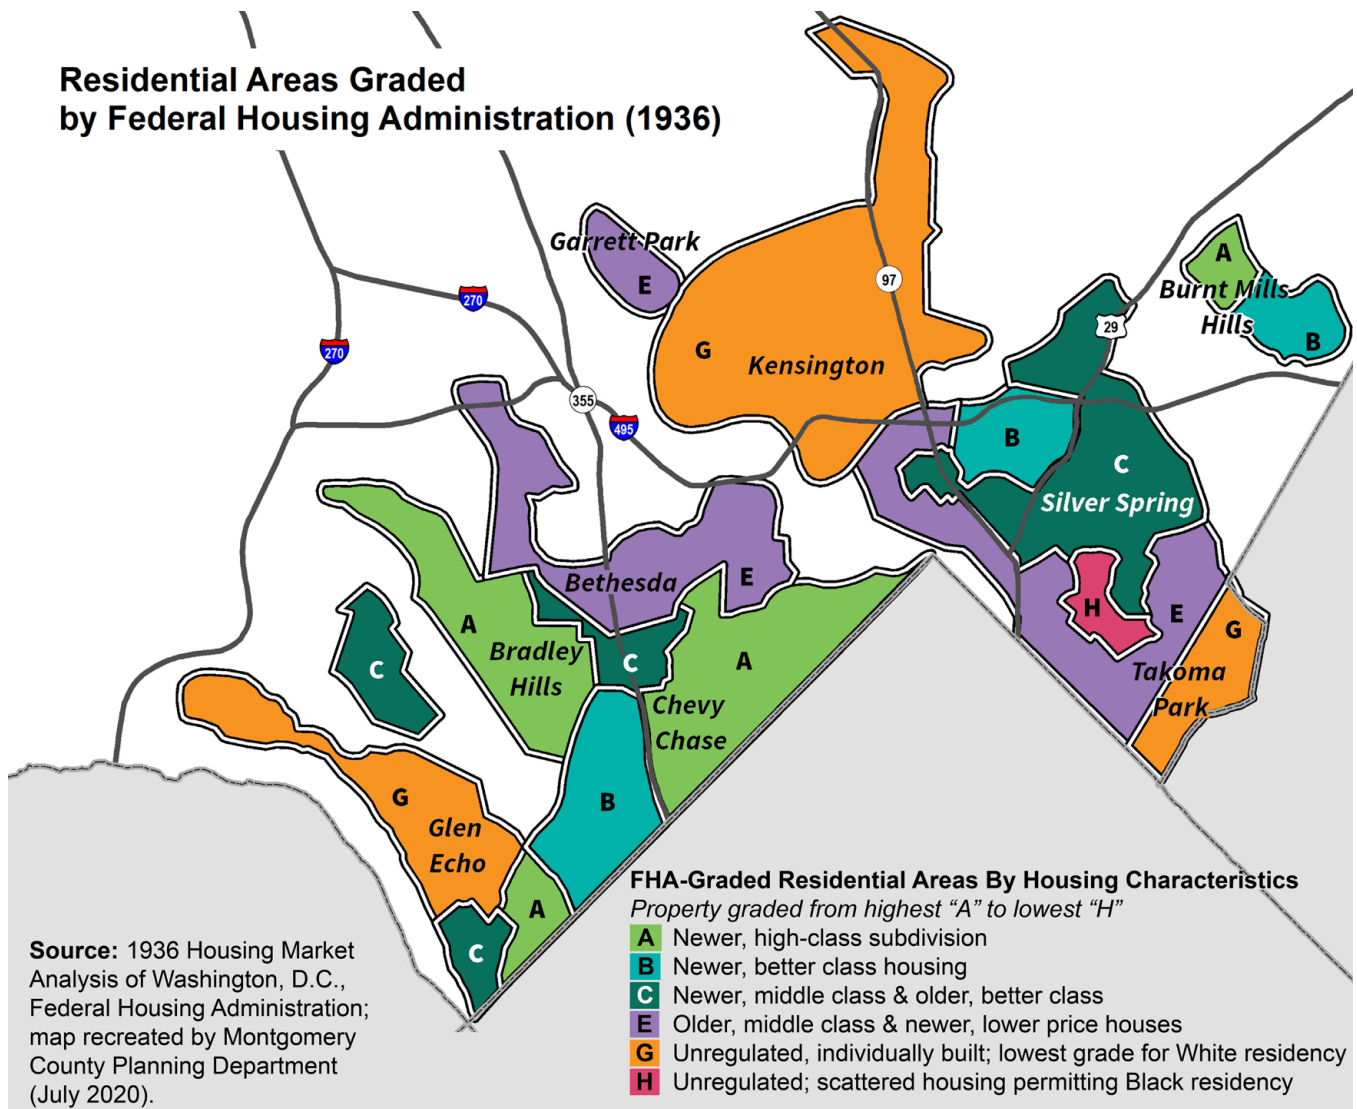 Residential Areas Graded
by Federal Housing Administration (1936)
97
A
Garrett Park
E
270
Burnt Mills
Hills
B
29
270
G
Kensington
355
495
B
C
Silver Spring
Bethesda
E
H
E
A
G
Bradley
Hills
C
C
A
Takoma
Park
Chevy
Chase
G
B
Glen
Echo
A
C
FHA-Graded Residential Areas By Housing Characteristics
Property graded from highest “A” to lowest “H”
A Newer, high-class subdivision
B Newer, better class housing
C Newer, middle class & older, better class
E Older, middle class & newer, lower price houses
G Unregulated, individually built; lowest grade for White residency
H Unregulated; scattered housing permitting Black residency
Source: 1936 Housing Market
Analysis of Washington, D.C.,
Federal Housing Administration;
map recreated by Montgomery
County Planning Department
(July 2020).